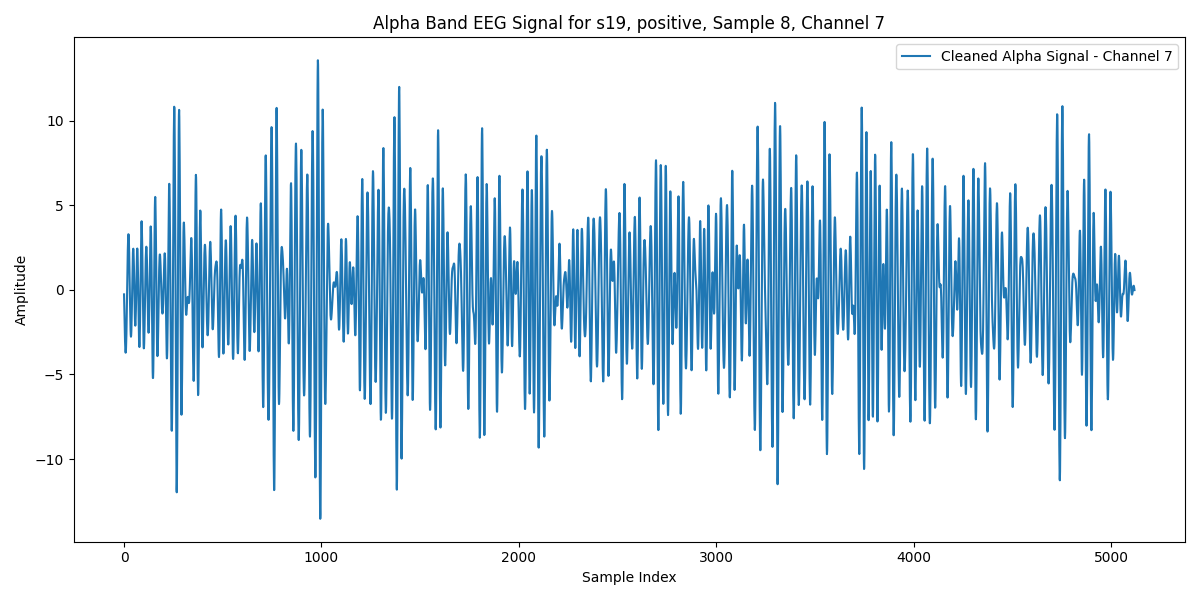 Alpha Band EEG Signal for s19, positive, Sample 8, Channel 7
Cleaned Alpha Signal - Channel 7
Amplitude
10
5
0
−5
−10
0 1000 2000 3000 4000 5000
Sample Index